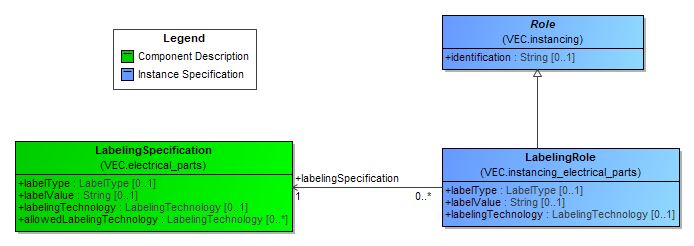 Legend
Component Description
Instance Specification
Role
(VEC.instancing)
+identification : String [0..1]
LabelingSpecification
(VEC.electrical_parts)
+labelType : LabelType [0..1]
+labelValue : String [0..1]
+labelingTechnology : LabelingTechnology [0..1]
+allowedLabelingTechnology : LabelingTechnology [0..*]
+labelingSpecification
1
0..*
LabelingRole
(VEC.instancing_electrical_parts)
+labelType : LabelType [0..1]
+labelValue : String [0..1]
+labelingTechnology : LabelingTechnology [0..1]